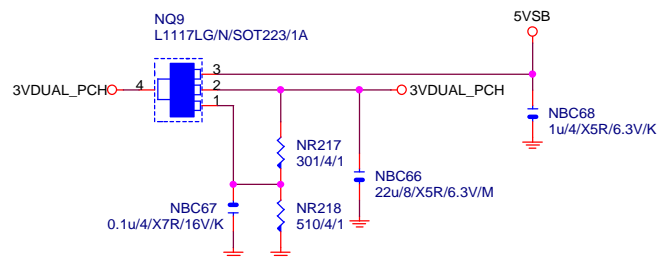 NQ9
L1117LG/N/SOT223/1A
5VSB
3
3VDUAL_PCH
4
2
3VDUAL_PCH
1
NBC68
1u/4/X5R/6.3V/K
NR217
301/4/1
NBC66
22u/8/X5R/6.3V/M
NBC67
0.1u/4/X7R/16V/K
NR218
510/4/1